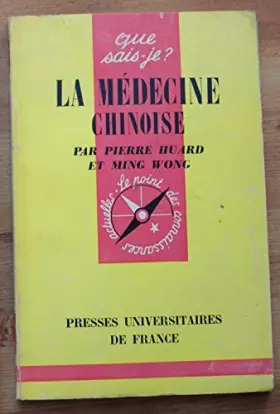 que
sais-je?
LA MÉDECINE
CHINOISE
PAR PIERRE HUARD
ET MING WONG
Le point des connaissances actuelles
PRESSES UNIVERSITAIRES
DE FRANCE